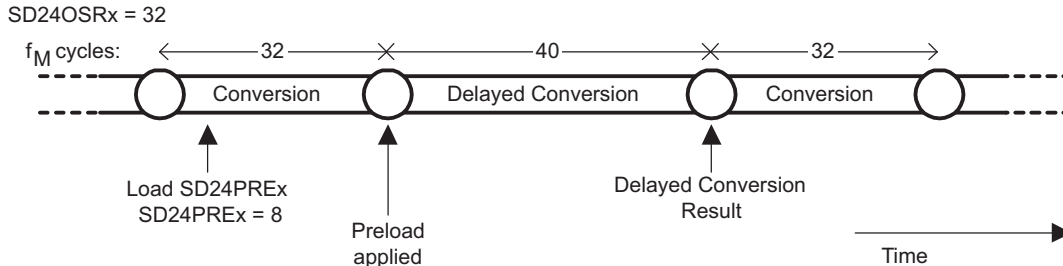 SD24OSRx = 32
fM cycles:
32
40
32
Conversion
Delayed Conversion
Conversion
Load SD24PREx
SD24PREx = 8
Preload
applied
Delayed Conversion
Result
Time